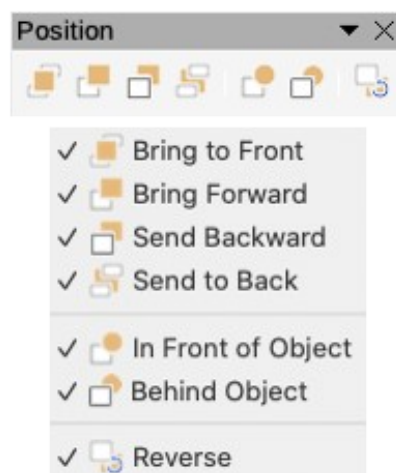 Position
Bring to Front
Bring Forward
Send Backward
Send to Back
In Front of Object
Behind Object
Reverse